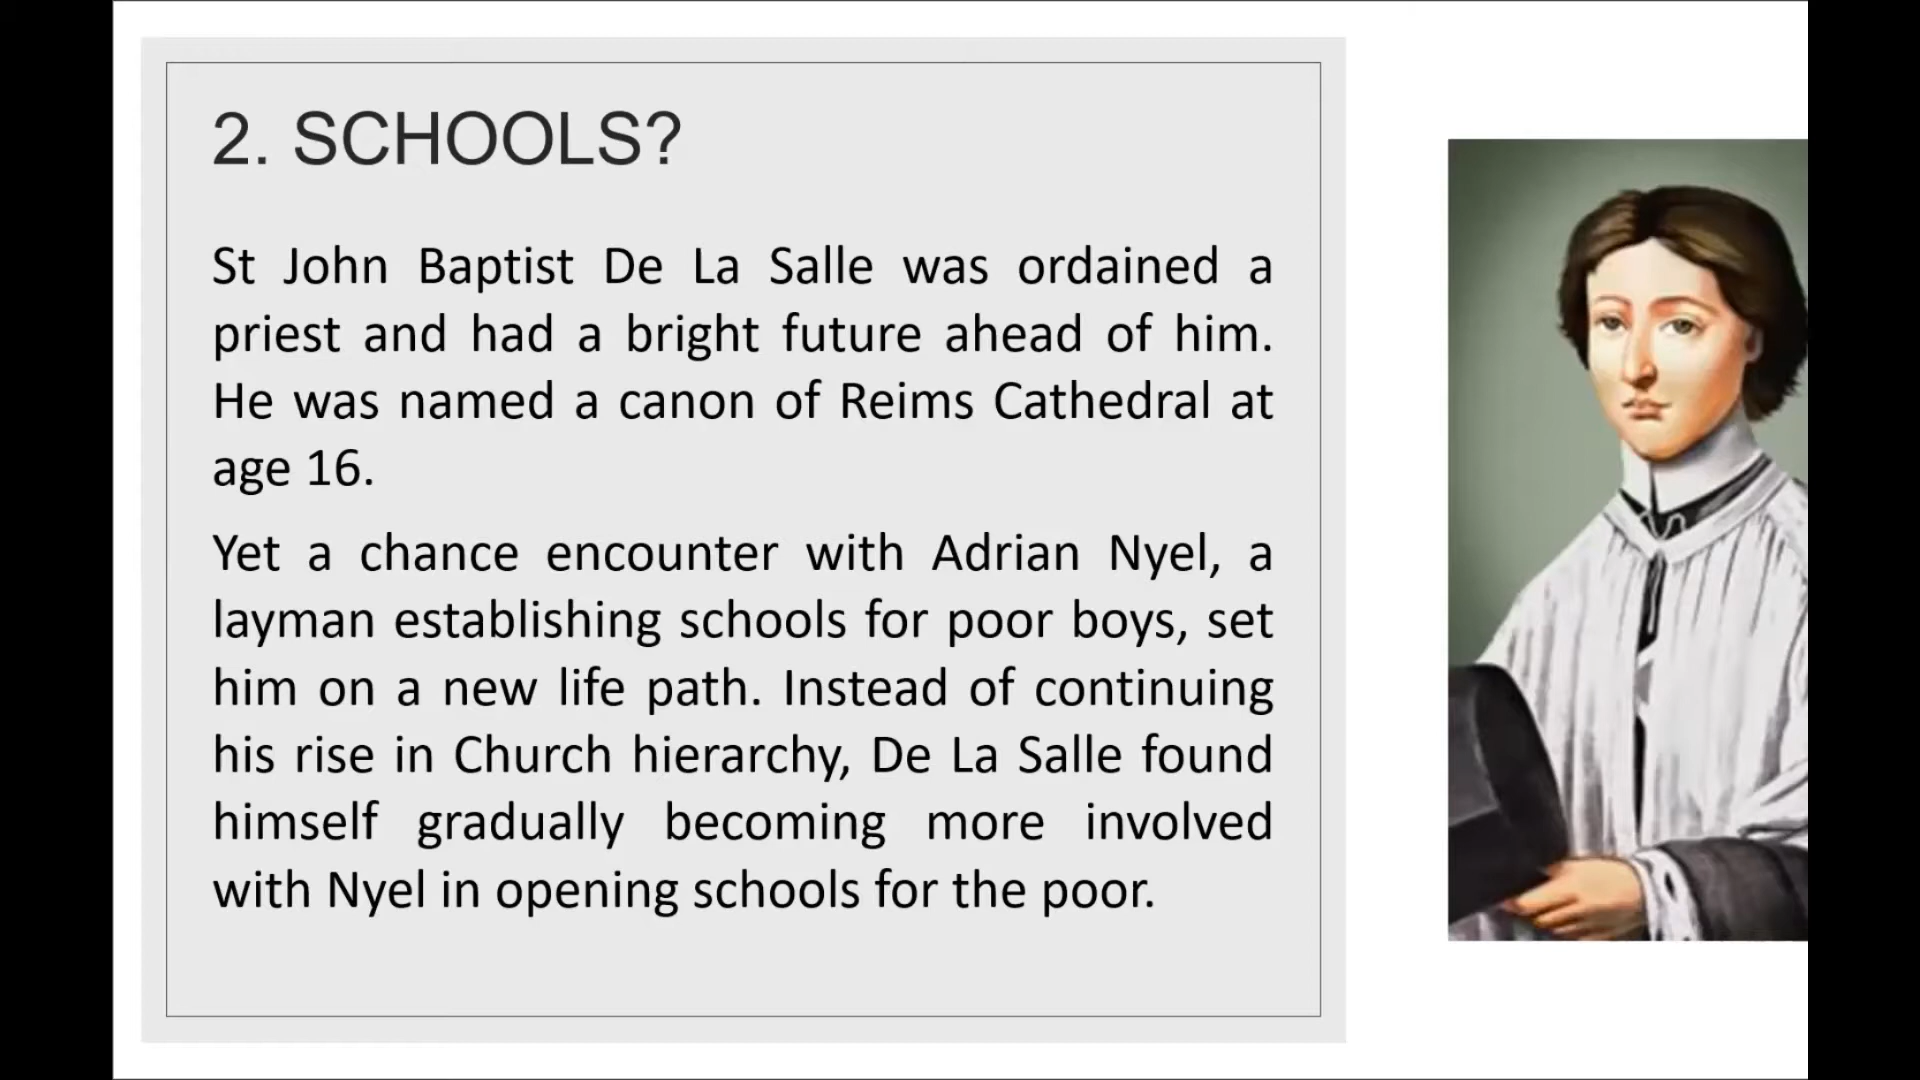 2. SCHOOLS?
St John Baptist De La Salle was ordained a
priest and had a bright future ahead of him.
He was named a canon of Reims Cathedral at
age 16.
Yet a chance encounter with Adrian Nyel, a
layman establishing schools for poor boys, set
him on a new life path. Instead of continuing
his rise in Church hierarchy, De La Salle found
himself gradually becoming more involved
with Nyel in opening schools for the poor.